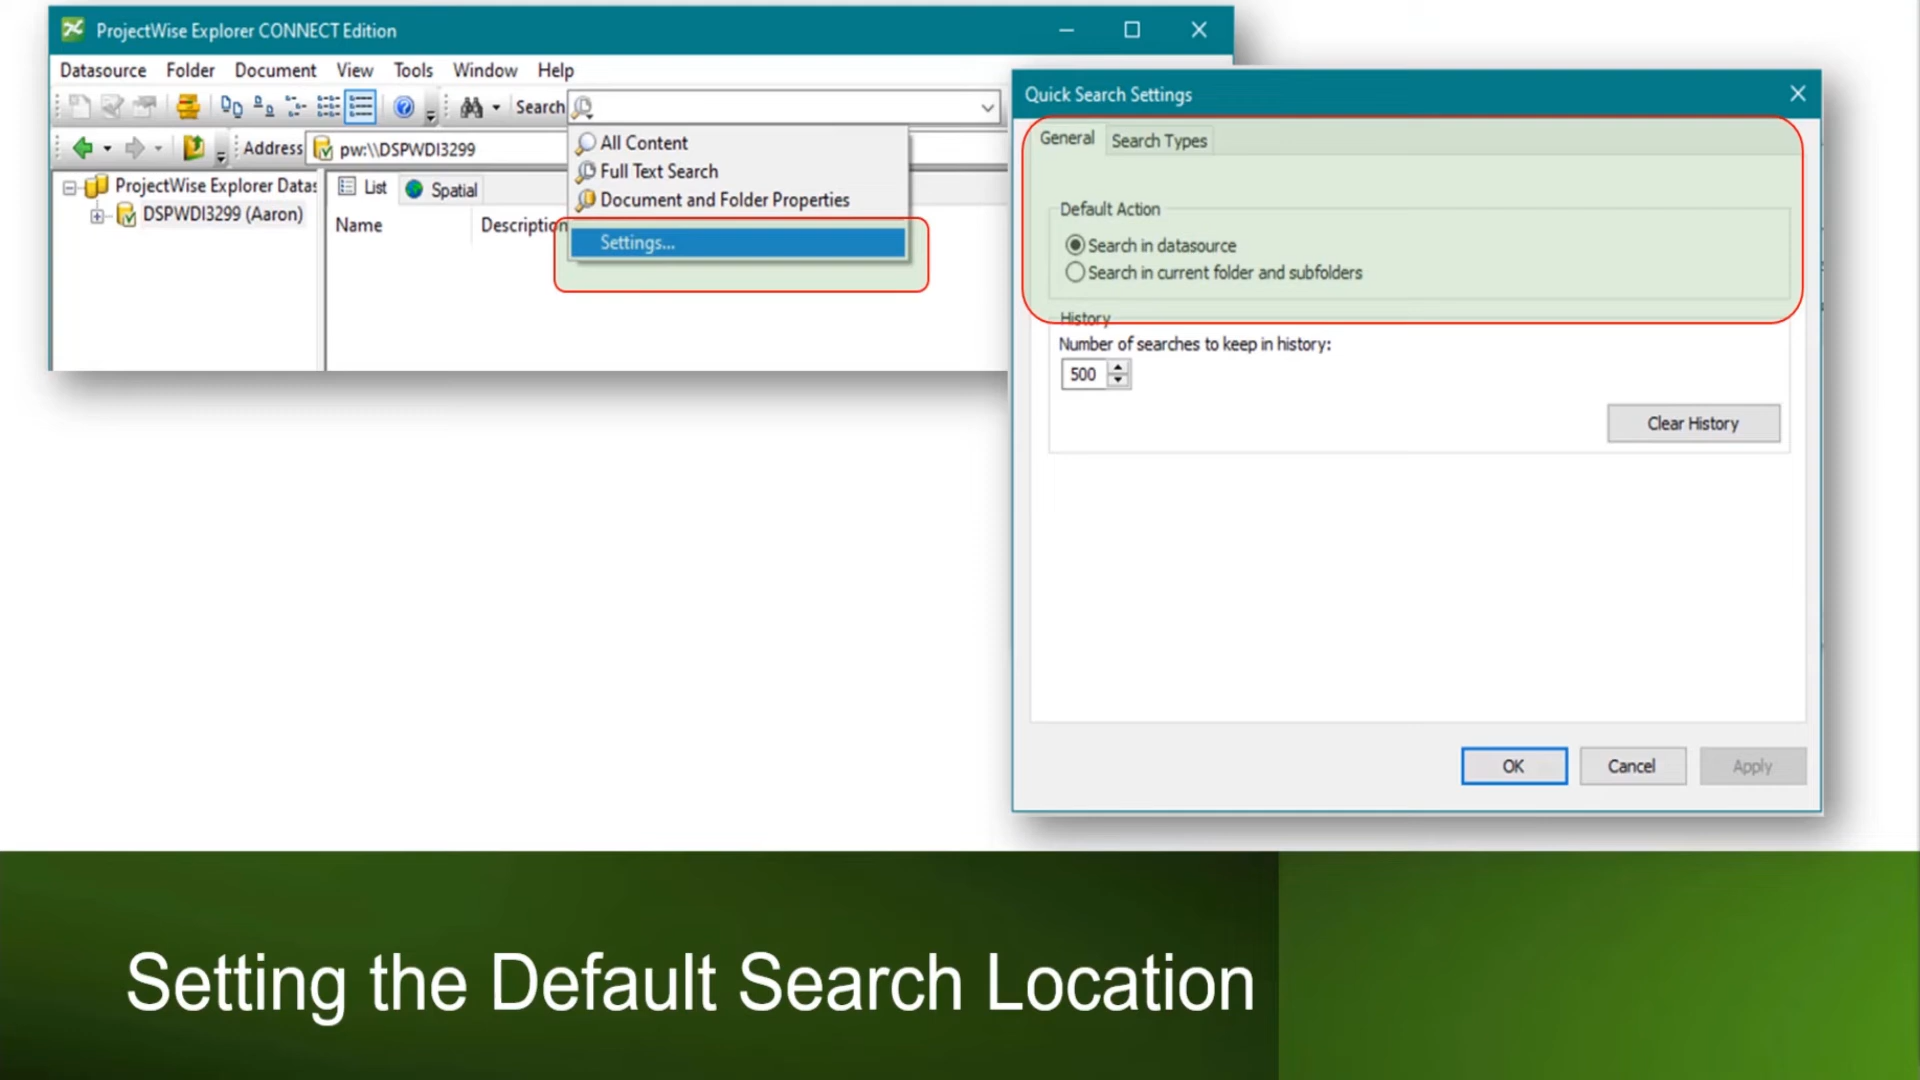 ProjectWise Explorer CONNECT Edition
Datasource Folder Document View Tools Window Help
Search
Address pw:\\DSPWDI3299
ProjectWise Explorer Datas
DSPWDI3299 (Aaron)
List Spatial
Name Description
All Content
Full Text Search
Document and Folder Properties
Settings...
Quick Search Settings
General Search Types
Default Action
Search in datasource
Search in current folder and subfolders
History
Number of searches to keep in history:
500
Clear History
OK Cancel Apply
Setting the Default Search Location